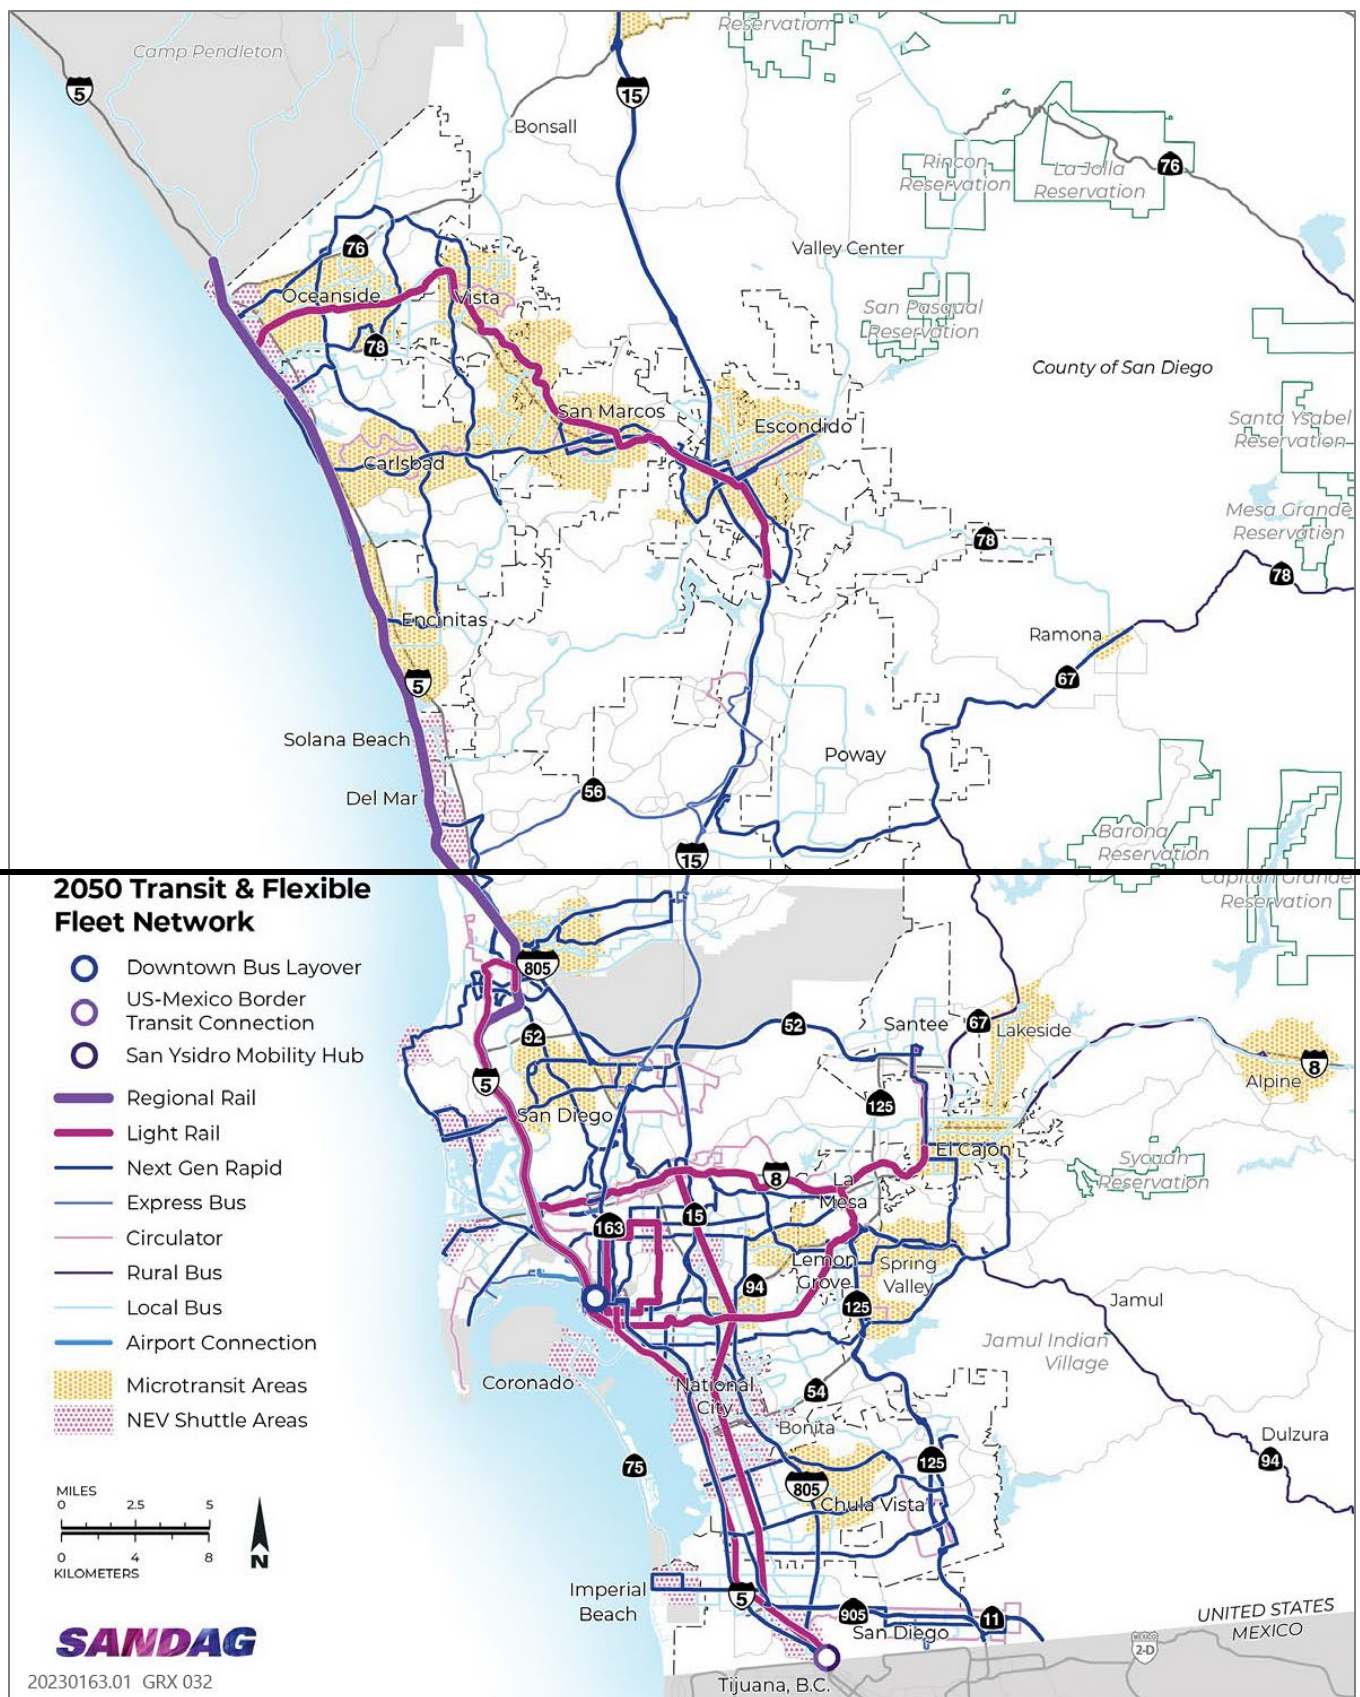 Reservation
Camp Pendleton
5
15
Bonsall
Rincon
Reservation
La Jolla
Reservation
76
76
Valley Center
Oceanside
Vista
San Pasqual
Reservation
78
County of San Diego
San Marcos
Escondido
Santa Ysabel
Reservation
Carlsbad
Mesa Grande
Reservation
78
78
Encinitas
Ramona
67
5
Solana Beach
Poway
Del Mar
56
Barona
Reservation
15
2050 Transit & Flexible
Fleet Network
Downtown Bus Layover
US-Mexico Border
Transit Connection
San Ysidro Mobility Hub
Regional Rail
Light Rail
Next Gen Rapid
Express Bus
Circulator
Rural Bus
Local Bus
Airport Connection
Microtransit Areas
NEV Shuttle Areas
MILES
0 2.5 5
0 4 8
KILOMETERS
N
SANDAG
20230163.01 GRX 032
Capitan Grande
Reservation
805
52
52
Santee
67
Lakeside
5
125
Alpine
8
San Diego
El Cajon
8
La
Mesa
Sycuan
Reservation
163
15
Lemon
Grove
Spring
Valley
94
125
Jamul
Jamul Indian
Village
Coronado
National
City
54
Bonita
75
125
Dulzura
94
805
Chula Vista
Imperial
Beach
5
905
11
San Diego
UNITED STATES
MEXICO
MEXICO
2-D
Tijuana, B.C.